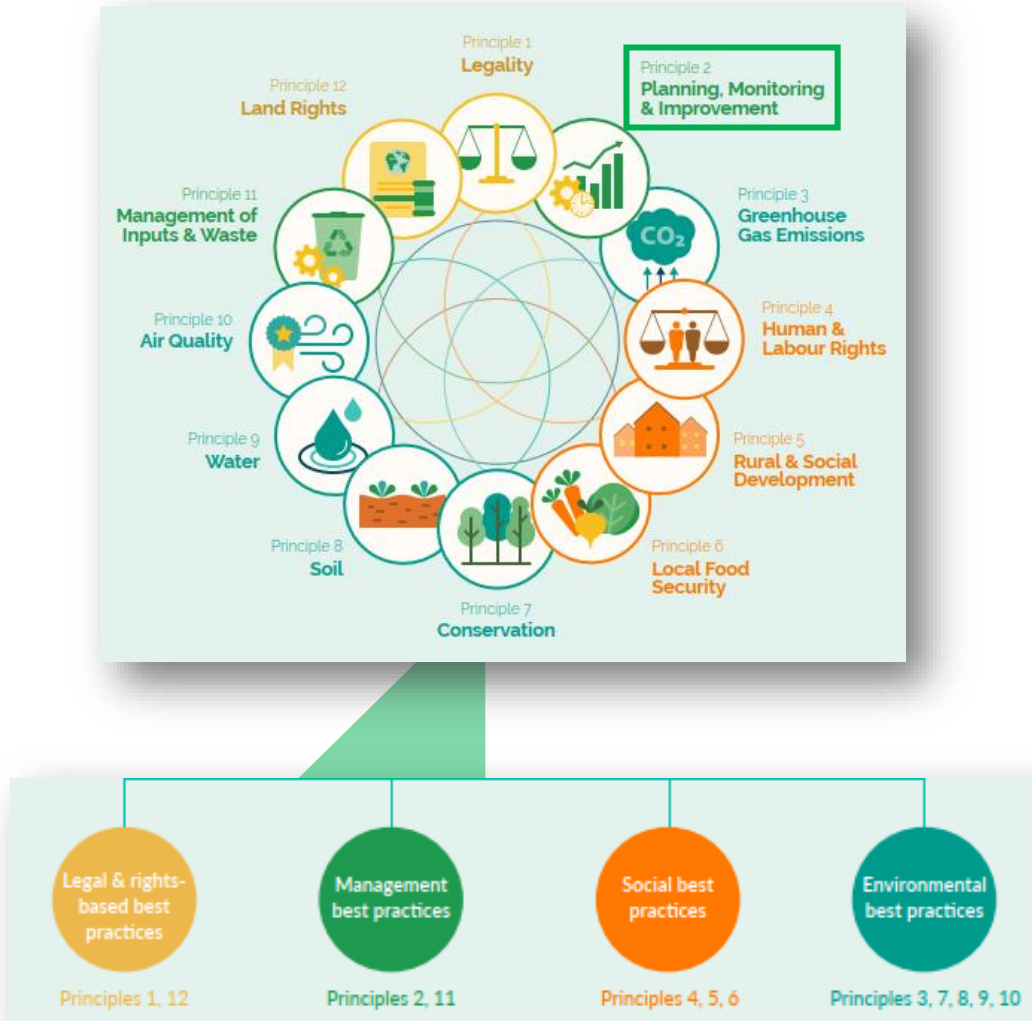 Principle 1
Legality
Principle 2
Planning, Monitoring
& Improvement
Principle 3
Greenhouse
Gas Emissions
CO₂
Principle 4
Human &
Labour Rights
Principle 5
Rural & Social
Development
Principle 6
Local Food
Security
Principle 7
Conservation
Principle 8
Soil
Principle 9
Water
Principle 10
Air Quality
Principle 11
Management of
Inputs & Waste
Principle 12
Land Rights
Legal & rights-
based best
practices
Principles 1, 12
Management
best practices
Principles 2, 11
Social best
practices
Principles 4, 5, 6
Environmental
best practices
Principles 3, 7, 8, 9, 10